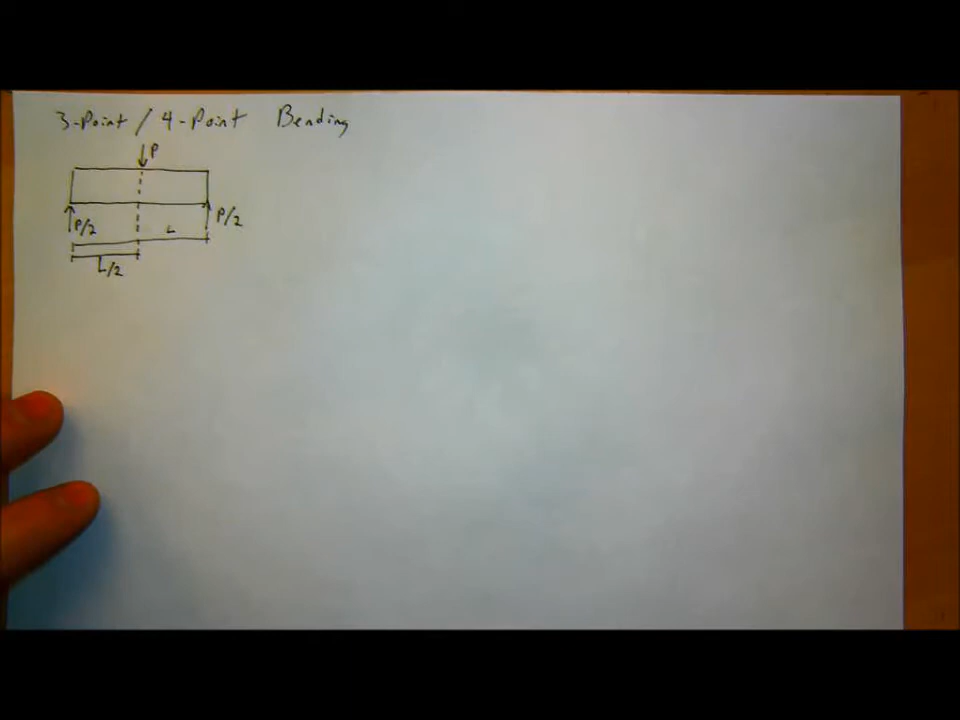 3-Point / 4-Point Bending
P
P/2 P/2
L
L/2